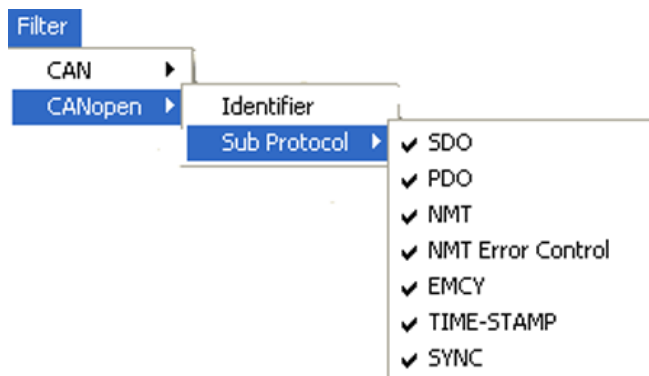 Filter
CAN
CANopen
Identifier
Sub Protocol
SDO
PDO
NMT
NMT Error Control
EMCY
TIME-STAMP
SYNC